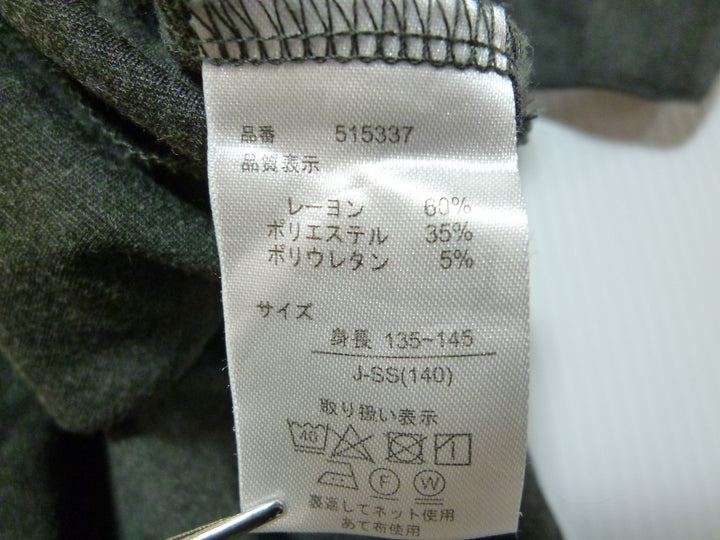 品番 515337
品質表示
レーヨン 60%
ポリエステル 35%
ポリウレタン 5%
サイズ
身長 135~145
J-SS(140)
取り扱い表示
40
F W
裏返してネット使用
あて布使用